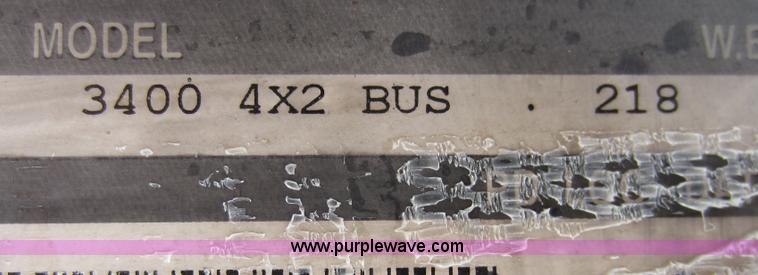 MODEL W.B
3400 4X2 BUS . 218
www.purplewave.com